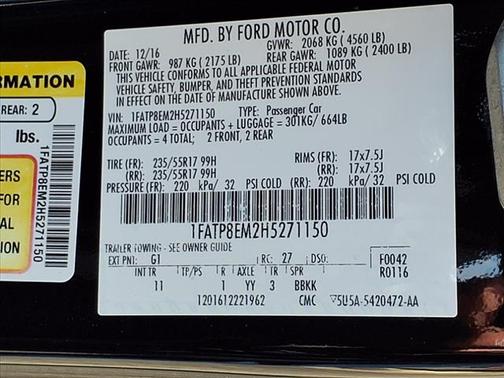 MFD. BY FORD MOTOR CO.
DATE: 12/16
GVWR: 2068 KG (4560 LB)
FRONT GAWR: 987 KG (2175 LB)
REAR GAWR: 1089 KG (2400 LB)
THIS VEHICLE CONFORMS TO ALL APPLICABLE FEDERAL MOTOR
VEHICLE SAFETY, BUMPER, AND THEFT PREVENTION STANDARDS
IN EFFECT ON THE DATE OF MANUFACTURE SHOWN ABOVE.
VIN: 1FATP8EM2H5271150 TYPE: Passenger Car
MAXIMUM LOAD = OCCUPANTS + LUGGAGE = 301KG/ 664LB
OCCUPANTS = 4 TOTAL; 2 FRONT, 2 REAR
TIRE (FR): 235/55R17 99H RIMS (FR): 17x7.5J
(RR): 235/55R17 99H (RR): 17x7.5J
PRESSURE (FR): 220 kPa/ 32 PSI COLD (RR): 220 kPa/ 32 PSI COLD
1FATP8EM2H5271150
TRAILER TOWING - SEE OWNER GUIDE
EXT PNT: G1 RC: 27 DSO: F0042
INT TR TP/PS R AXLE TR SPR R0116
11 1 YY 3 BBKK
1201612221962 CMC 5U5A-5420472-AA
RMATION
REAR: 2
lbs.
1FATP8EM2H5271150
ERS
AL
ION